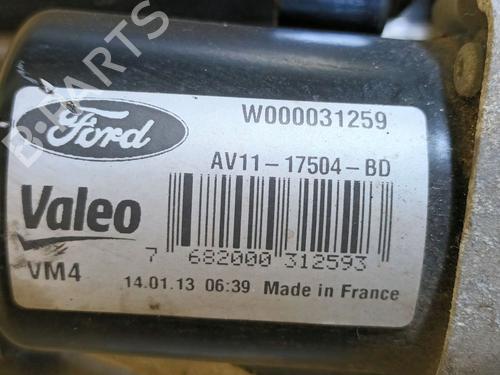 B-PARTS
Ford
W000031259
AV11-17504-BD
Valeo
7 682000 312593
VM4
14.01.13 06:39 Made in France